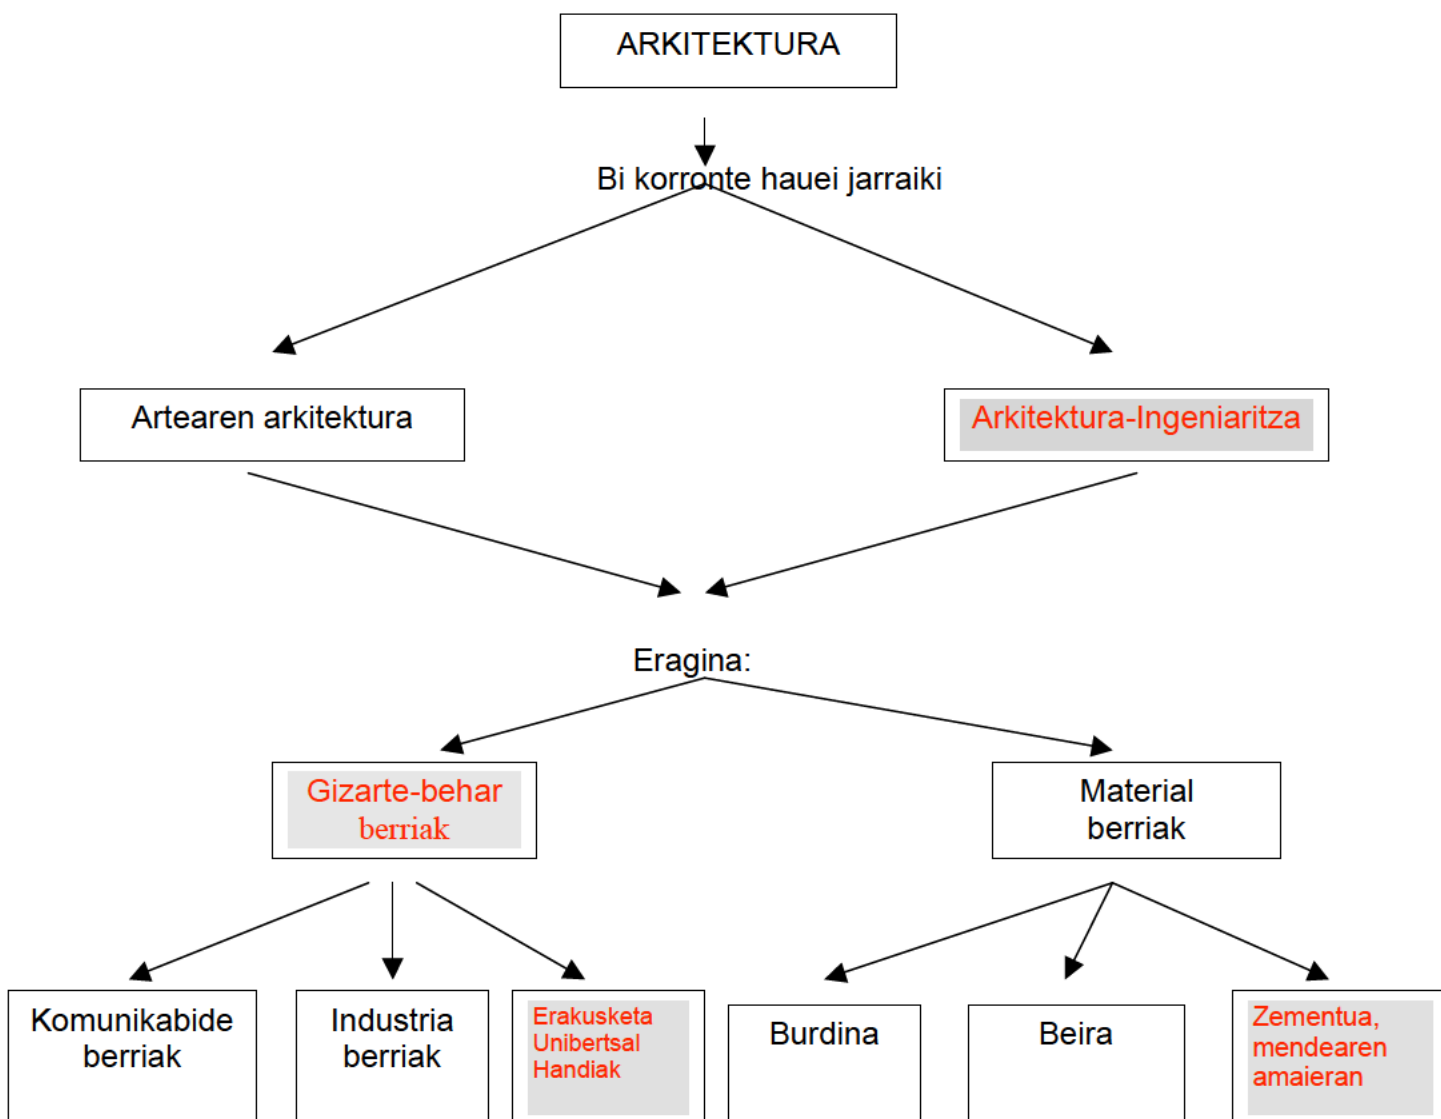 ARKITEKTURA
Bi korronte hauei jarraiki
Artearen arkitektura
Arkitektura-Ingeniaritza
Eragina:
Gizarte-behar
berriak
Material
berriak
Komunikabide
berriak
Industria
berriak
Erakusketa
Unibertsal
Handiak
Burdina
Beira
Zementua,
mendearen
amaieran